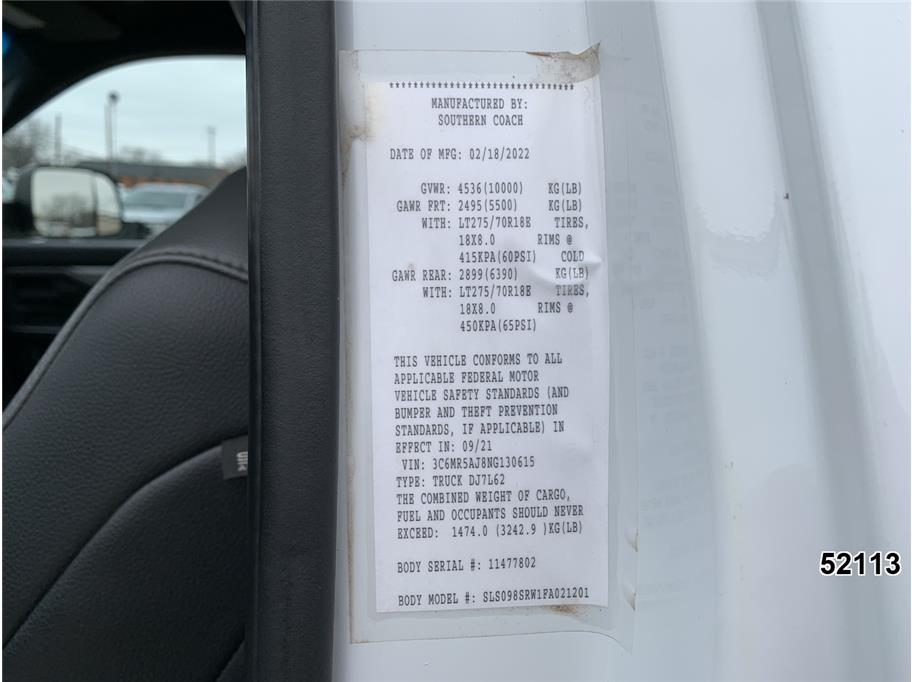 ****************************************
MANUFACTURED BY:
SOUTHERN COACH
DATE OF MFG: 02/18/2022
GVWR: 4536(10000) KG(LB)
GAWR FRT: 2495(5500) KG(LB)
WITH: LT275/70R18E TIRES,
18X8.0 RIMS @
415KPA(60PSI) COLD
GAWR REAR: 2899(6390) KG(LB)
WITH: LT275/70R18E TIRES,
18X8.0 RIMS @
450KPA(65PSI)
THIS VEHICLE CONFORMS TO ALL
APPLICABLE FEDERAL MOTOR
VEHICLE SAFETY STANDARDS (AND
BUMPER AND THEFT PREVENTION
STANDARDS, IF APPLICABLE) IN
EFFECT IN: 09/21
VIN: 3C6MR5AJ8NG130615
TYPE: TRUCK DJ7L62
THE COMBINED WEIGHT OF CARGO,
FUEL AND OCCUPANTS SHOULD NEVER
EXCEED: 1474.0 (3242.9 )KG(LB)
BODY SERIAL #: 11477802
BODY MODEL #: SLS098SRW1FA021201
52113